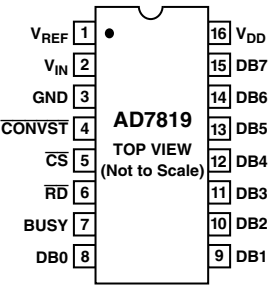 VREF 1 16 VDD
VIN 2 15 DB7
GND 3 14 DB6
CONVST 4 AD7819 13 DB5
TOP VIEW
CS 5 (Not to Scale) 12 DB4
RD 6 11 DB3
BUSY 7 10 DB2
DB0 8 9 DB1